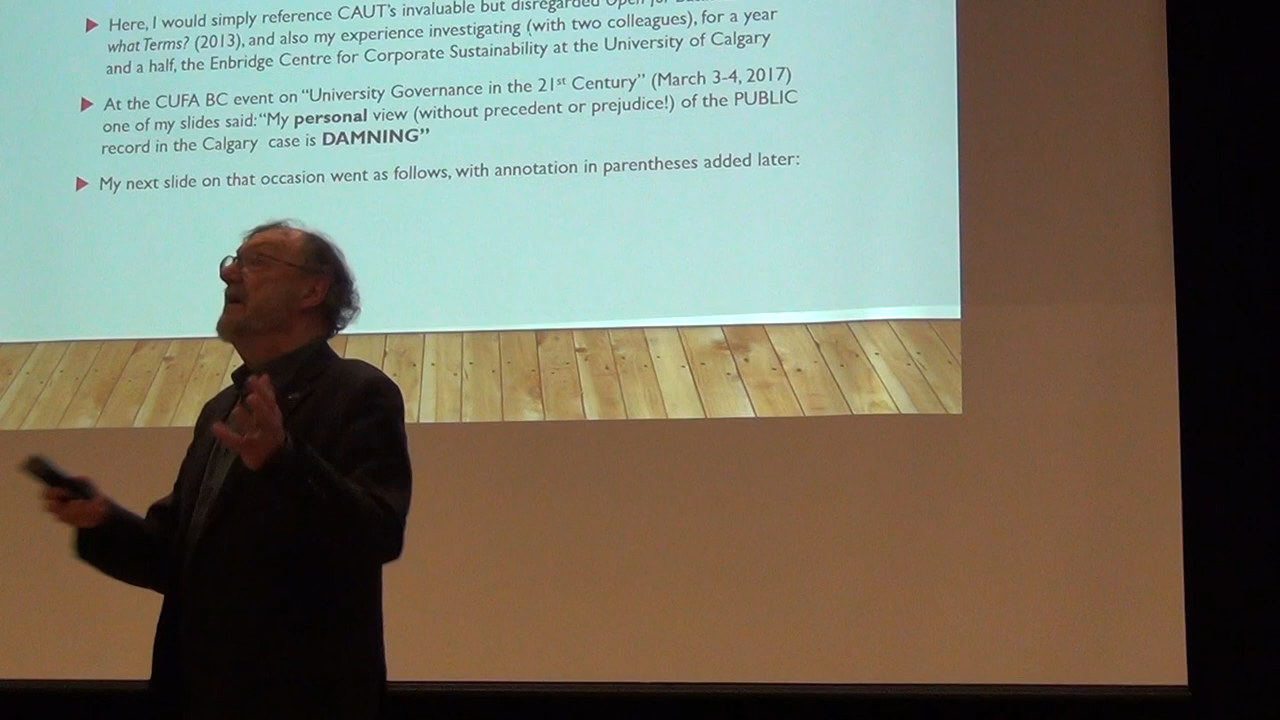 Here, I would simply reference CAUT's invaluable but disregarded Open for
what Terms? (2013), and also my experience investigating (with two colleagues), for a year
and a half, the Enbridge Centre for Corporate Sustainability at the University of Calgary
At the CUFA BC event on "University Governance in the 21st Century" (March 3-4, 2017)
one of my slides said: "My personal view (without precedent or prejudice!) of the PUBLIC
record in the Calgary case is DAMNING"
My next slide on that occasion went as follows, with annotation in parentheses added later: